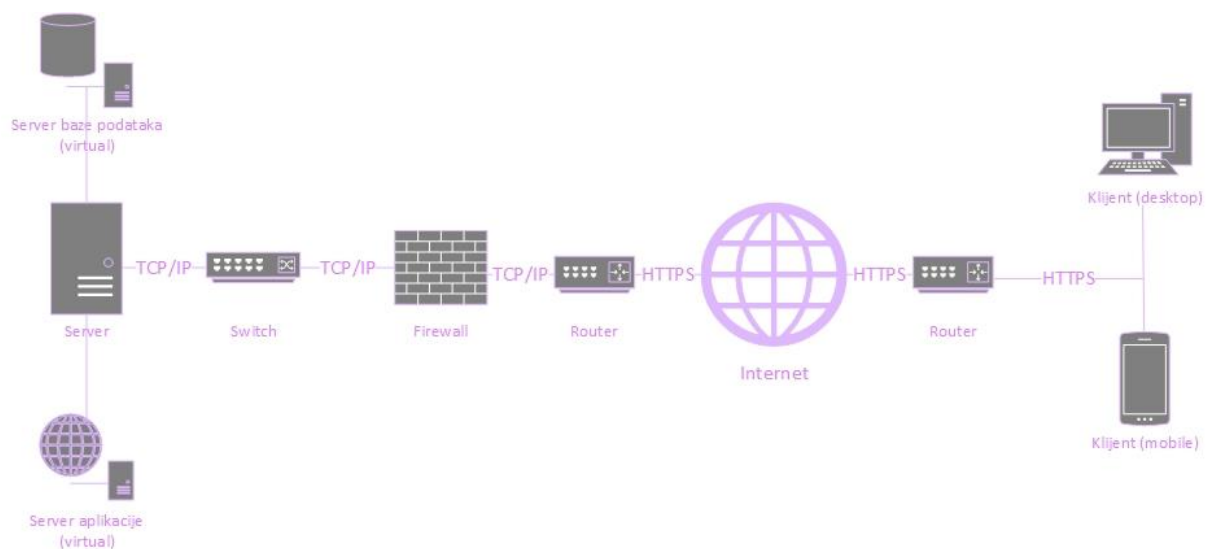 Server baze podataka
(virtual)
Klijent (desktop)
TCP/IP
TCP/IP
TCP/IP
HTTPS
HTTPS
HTTPS
Server
Switch
Firewall
Router
Internet
Router
Klijent (mobile)
Server aplikacije
(virtual)